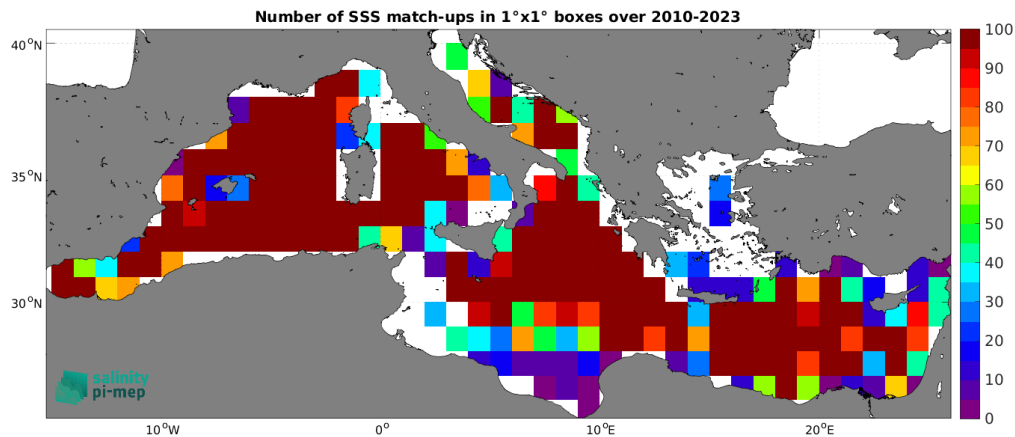 Number of SSS match-ups in 1°x1° boxes over 2010-2023
40°N
35°N
30°N
10°W
0°
10°E
20°E
100
90
80
70
60
50
40
30
20
10
0
salinity
pi-mep